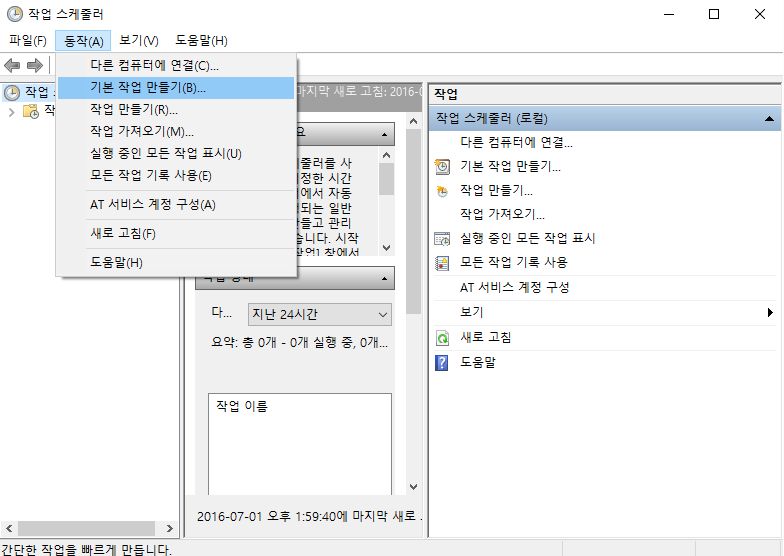 작업 스케줄러
파일(F) 동작(A) 보기(V) 도움말(H)
다른 컴퓨터에 연결(C)...
기본 작업 만들기(B)...
작업 만들기(R)...
작업 가져오기(M)...
실행 중인 모든 작업 표시(U)
모든 작업 기록 사용(E)
AT 서비스 계정 구성(A)
새로 고침(F)
도움말(H)
작업
마지막 새로 고침: 2016-0
요
줄러를 사
정한 시간
에서 자동
되는 일반
만들고 관리
습니다. 시작
작업] 창에서
작업 상태
다... 지난 24시간
요약: 총 0개 - 0개 실행 중, 0개...
작업 이름
2016-07-01 오후 1:59:40에 마지막 새로 .
작업
작업 스케줄러 (로컬)
다른 컴퓨터에 연결...
기본 작업 만들기...
작업 만들기...
작업 가져오기...
실행 중인 모든 작업 표시
모든 작업 기록 사용
AT 서비스 계정 구성
보기
새로 고침
도움말
간단한 작업을 빠르게 만듭니다.